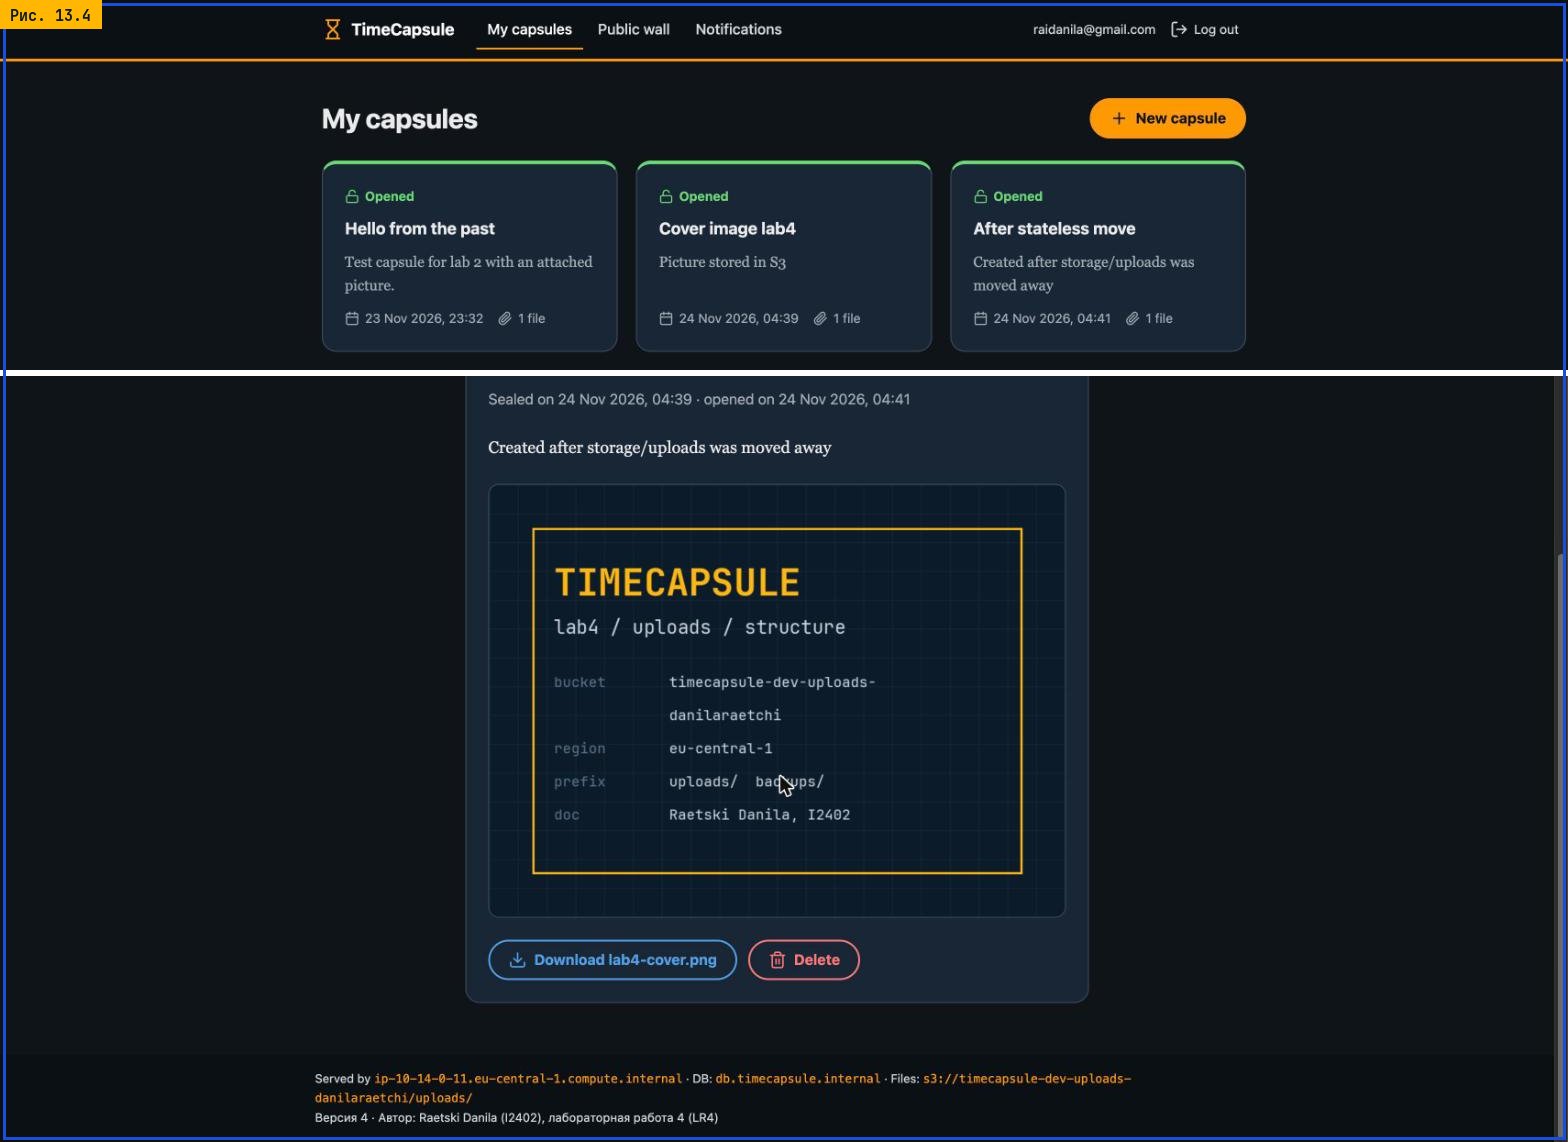 Рис. 13.4
TimeCapsule My capsules Public wall Notifications raidanila@gmail.com Log out
My capsules
New capsule
Opened
Hello from the past
Test capsule for lab 2 with an attached
picture.
23 Nov 2026, 23:32 1 file
Opened
Cover image lab4
Picture stored in S3
24 Nov 2026, 04:39 1 file
Opened
After stateless move
Created after storage/uploads was
moved away
24 Nov 2026, 04:41 1 file
Sealed on 24 Nov 2026, 04:39 · opened on 24 Nov 2026, 04:41
Created after storage/uploads was moved away
TIMECAPSULE
lab4 / uploads / structure
bucket timecapsule-dev-uploads-
danilaraetchi
region eu-central-1
prefix uploads/ backups/
doc Raetski Danila, I2402
Download lab4-cover.png
Delete
Served by ip-10-14-0-11.eu-central-1.compute.internal · DB: db.timecapsule.internal · Files: s3://timecapsule-dev-uploads-
danilaraetchi/uploads/
Версия 4 · Автор: Raetski Danila (I2402), лабораторная работа 4 (LR4)